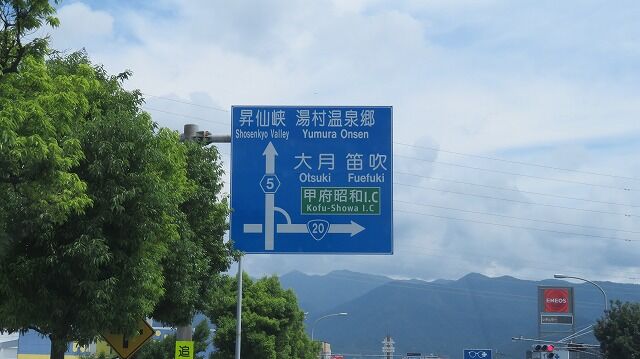 昇仙峡 湯村温泉郷
Shosenkyo Valley Yumura Onsen
大月 笛吹
Otsuki Fuefuki
5
甲府昭和I.C
Kofu-Showa I.C
20
ENEOS
追